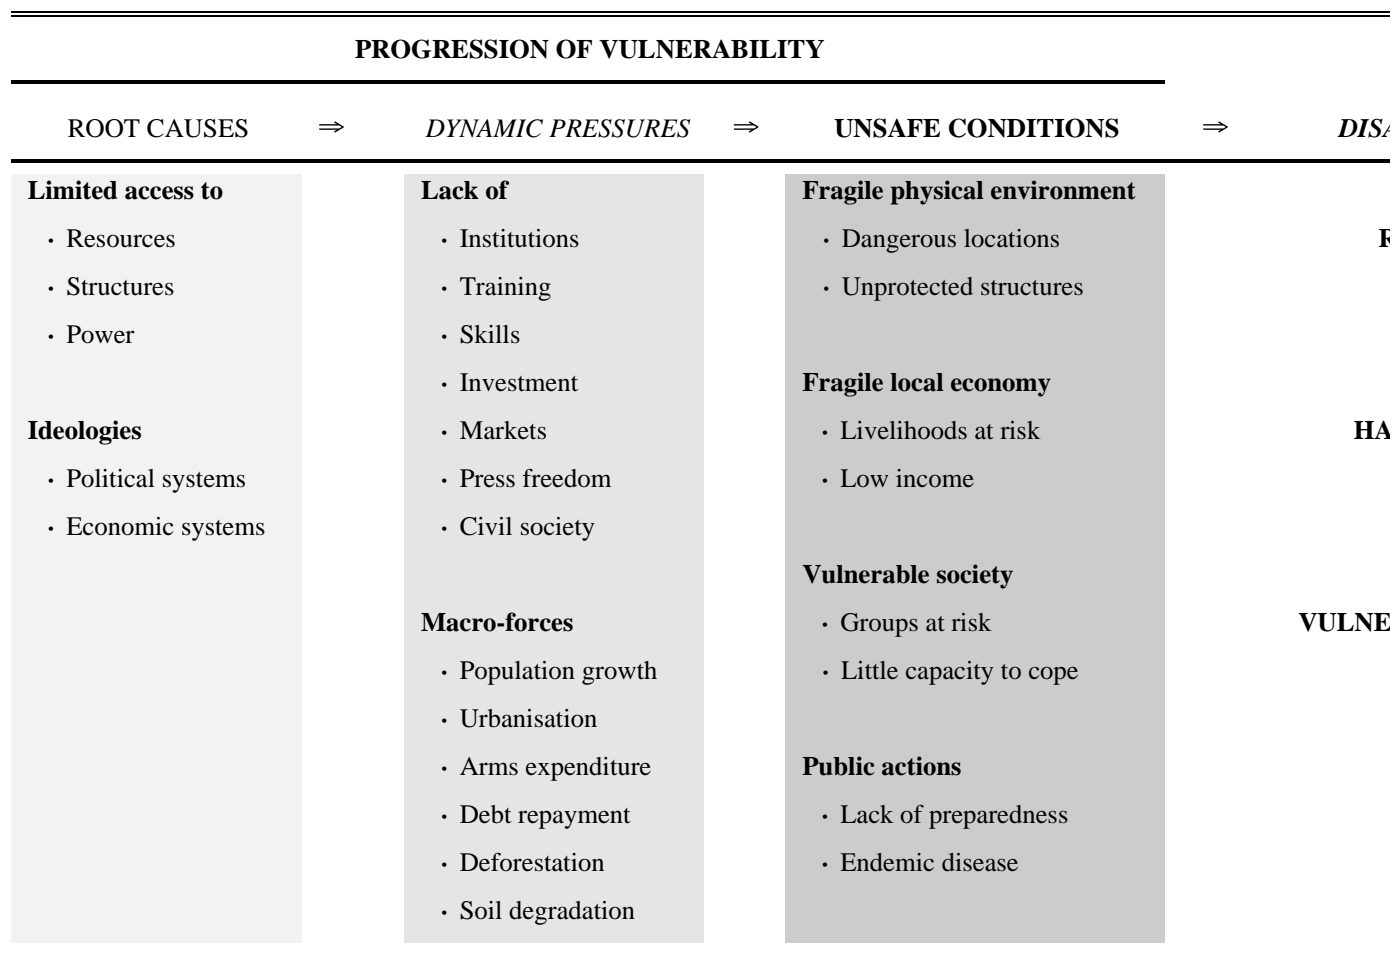 PROGRESSION OF VULNERABILITY
ROOT CAUSES ⇒ DYNAMIC PRESSURES ⇒ UNSAFE CONDITIONS ⇒
Limited access to
· Resources
· Structures
· Power
Ideologies
· Political systems
· Economic systems
Lack of
· Institutions
· Training
· Skills
· Investment
· Markets
· Press freedom
· Civil society
Macro-forces
· Population growth
· Urbanisation
· Arms expenditure
· Debt repayment
· Deforestation
· Soil degradation
Fragile physical environment
· Dangerous locations
· Unprotected structures
Fragile local economy
· Livelihoods at risk
· Low income
Vulnerable society
· Groups at risk
· Little capacity to cope
Public actions
· Lack of preparedness
· Endemic disease